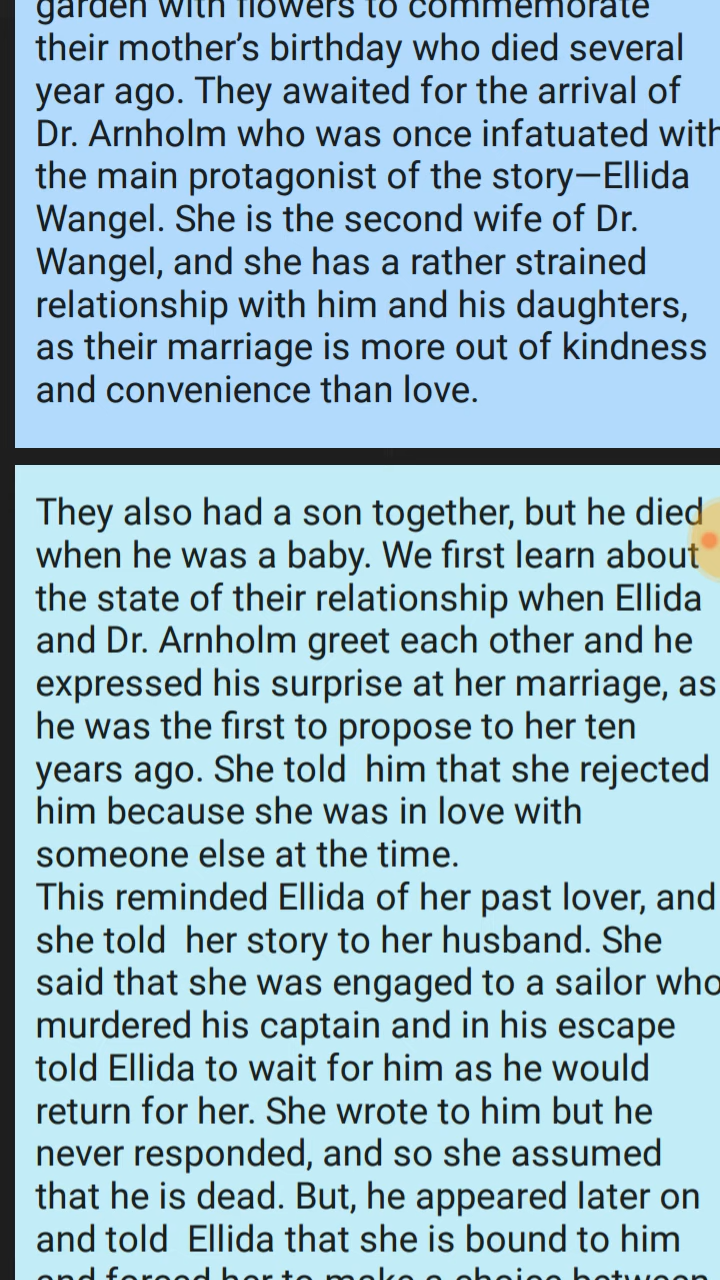 garden with flowers to commemorate
their mother's birthday who died several
year ago. They awaited for the arrival of
Dr. Arnholm who was once infatuated with
the main protagonist of the story—Ellida
Wangel. She is the second wife of Dr.
Wangel, and she has a rather strained
relationship with him and his daughters,
as their marriage is more out of kindness
and convenience than love.
They also had a son together, but he died
when he was a baby. We first learn about
the state of their relationship when Ellida
and Dr. Arnholm greet each other and he
expressed his surprise at her marriage, as
he was the first to propose to her ten
years ago. She told  him that she rejected
him because she was in love with
someone else at the time.
This reminded Ellida of her past lover, and
she told  her story to her husband. She
said that she was engaged to a sailor who
murdered his captain and in his escape
told Ellida to wait for him as he would
return for her. She wrote to him but he
never responded, and so she assumed
that he is dead. But, he appeared later on
and told  Ellida that she is bound to him
and forced her to make a choice between